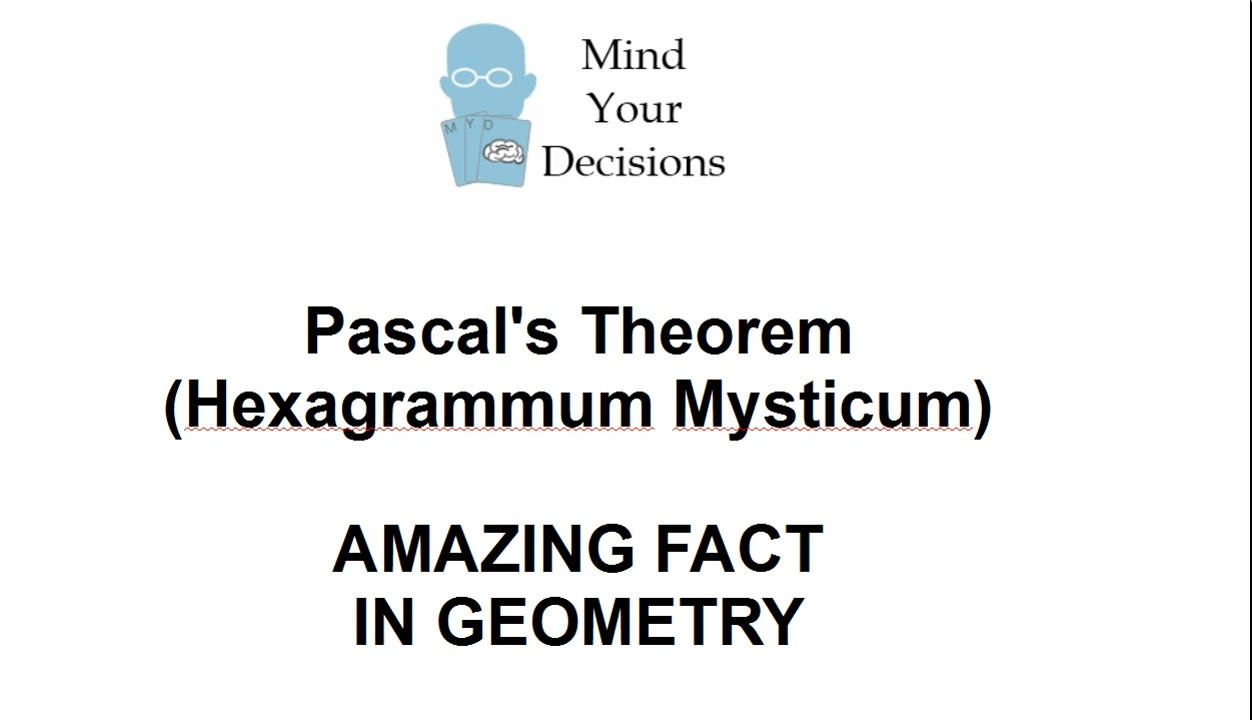 Mind
Your
Decisions
M Y D
Pascal's Theorem
(Hexagrammum Mysticum)
AMAZING FACT
IN GEOMETRY